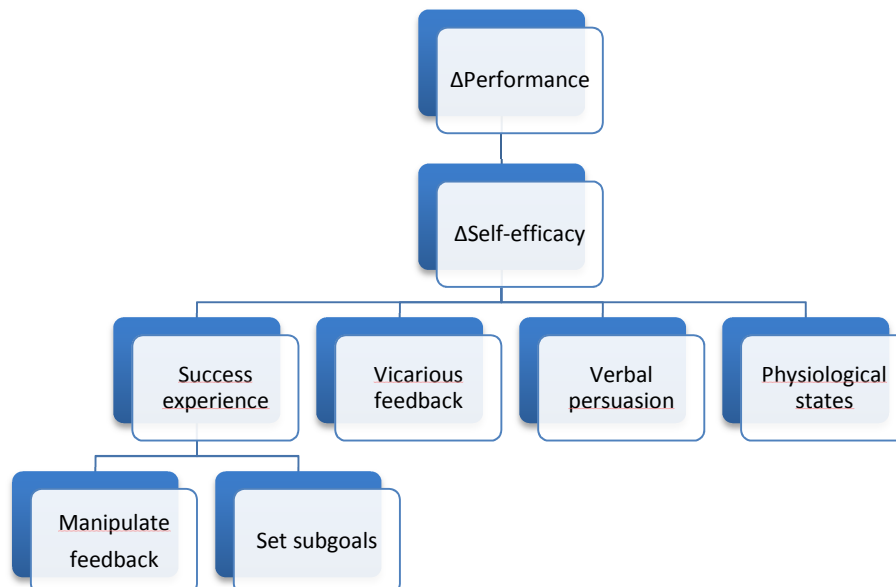 ΔPerformance
ΔSelf-efficacy
Success
experience
Vicarious
feedback
Verbal
persuasion
Physiological
states
Manipulate
feedback
Set subgoals